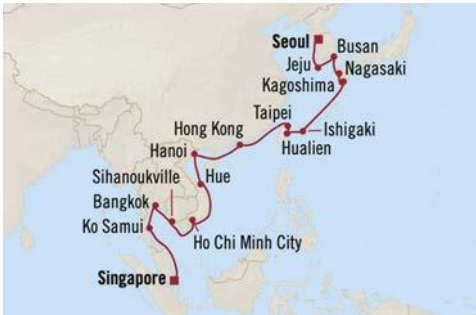 Seoul
Busan
Jeju
Nagasaki
Kagoshima
Taipei
Ishigaki
Hong Kong
Hualien
Hanoi
Sihanoukville
Hue
Bangkok
Ko Samui
Ho Chi Minh City
Singapore